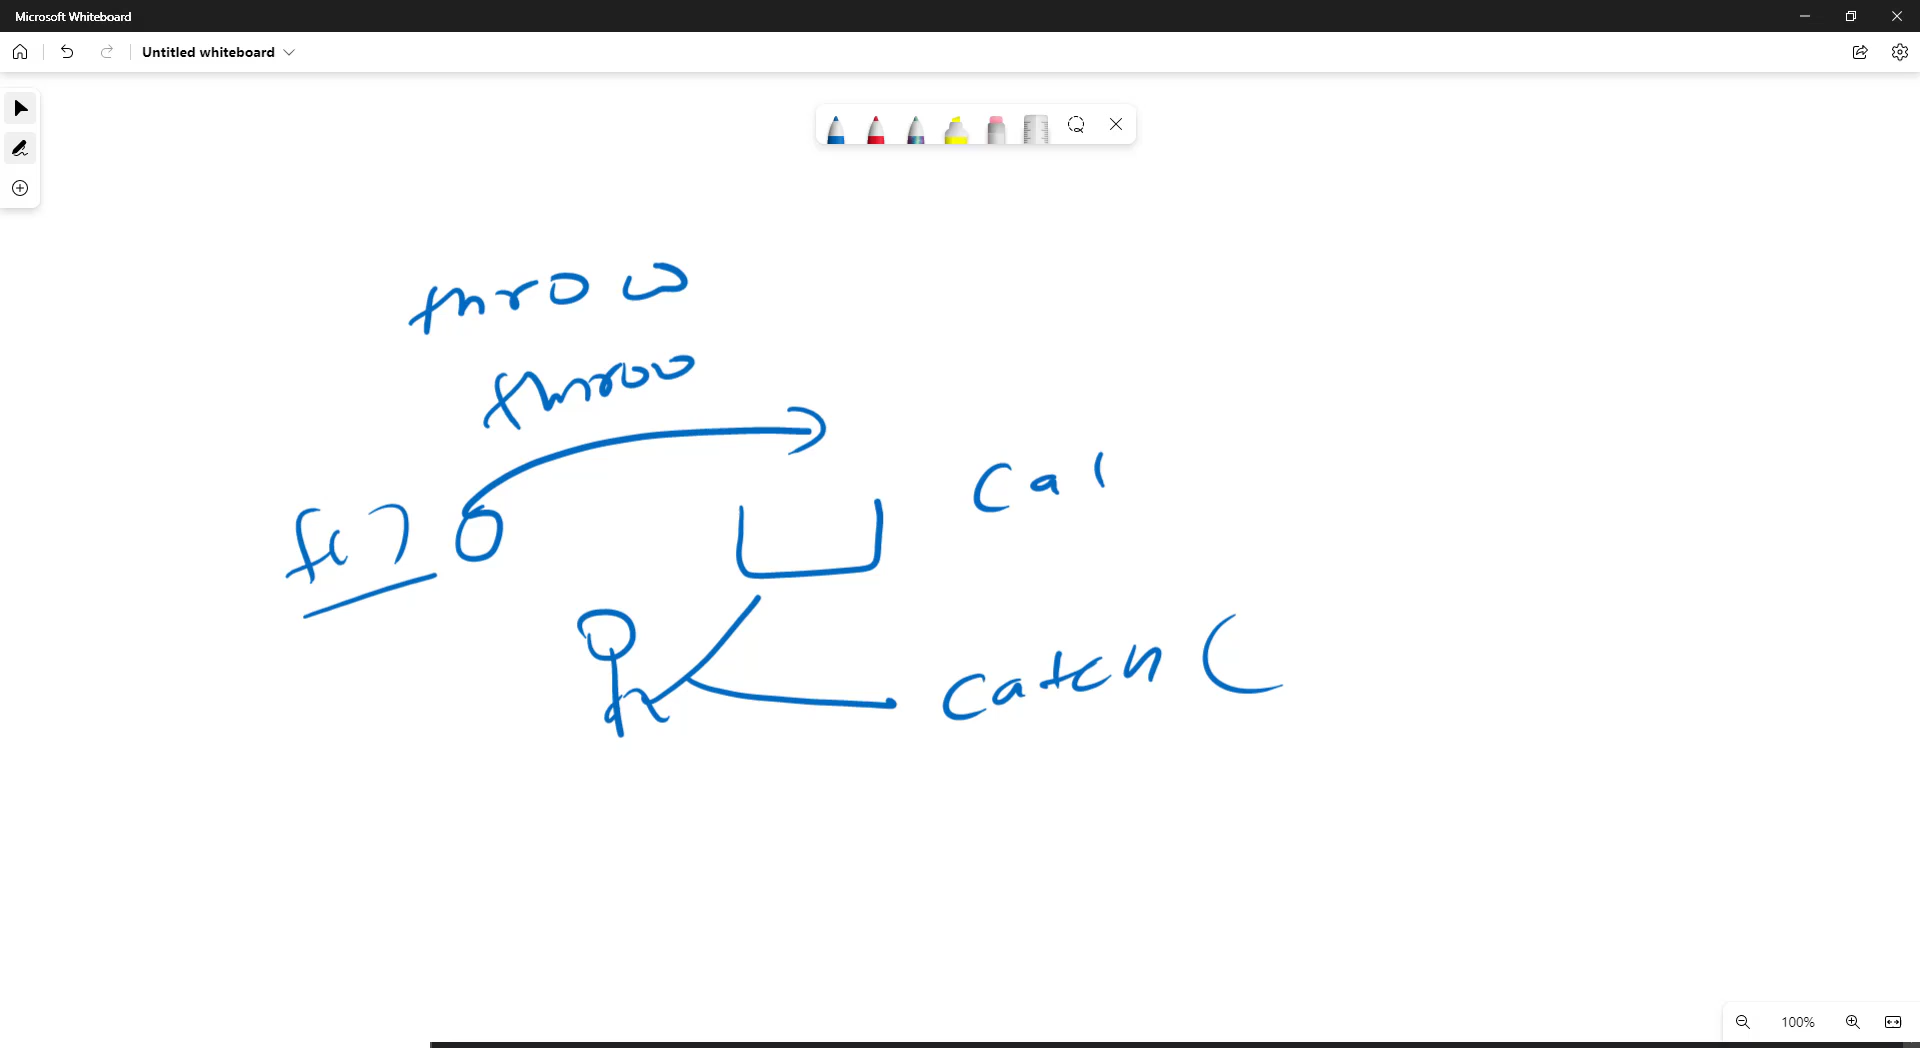 Microsoft Whiteboard
Untitled whiteboard
throw
throw
Cal
f()
catch (
100%